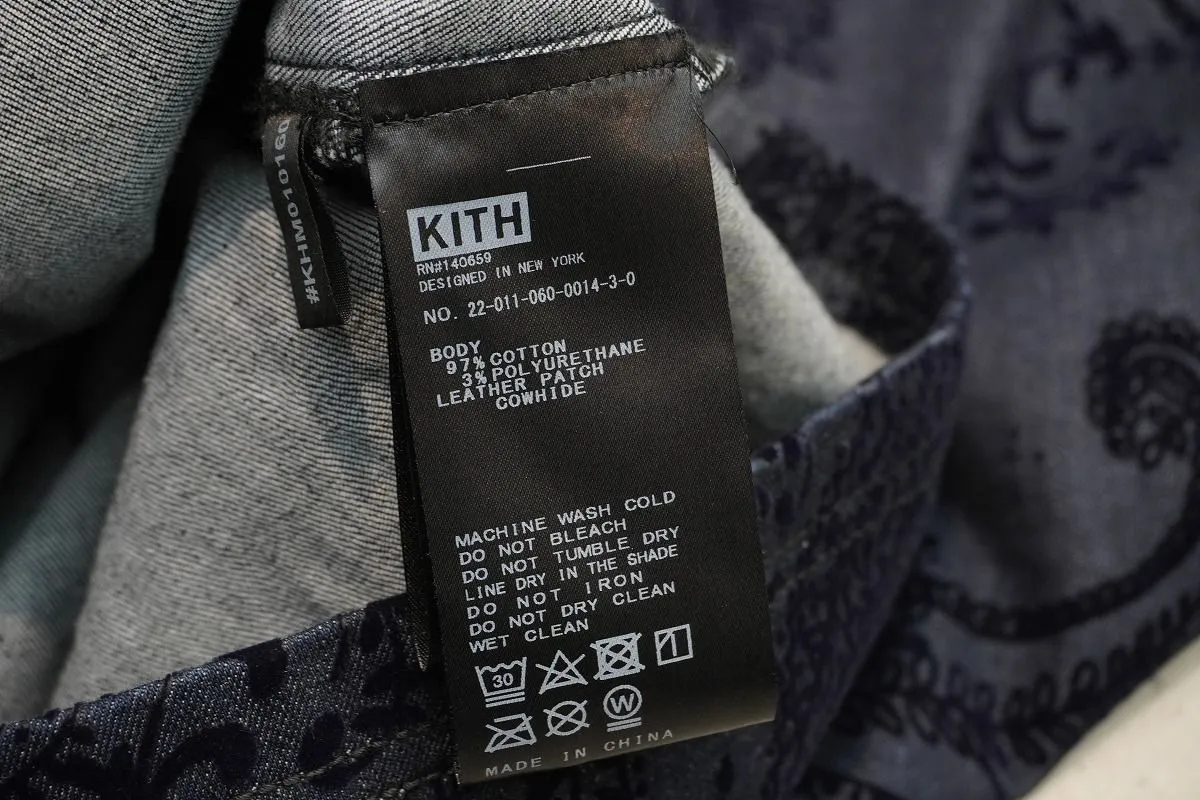 #KHM010160
KITH
RN#140659
DESIGNED IN NEW YORK
NO. 22-011-060-0014-3-0
BODY
97% COTTON
3% POLYURETHANE
LEATHER PATCH
COWHIDE
MACHINE WASH COLD
DO NOT BLEACH
DO NOT TUMBLE DRY
LINE DRY IN THE SHADE
DO NOT IRON
DO NOT DRY CLEAN
WET CLEAN
30
W
MADE IN CHINA